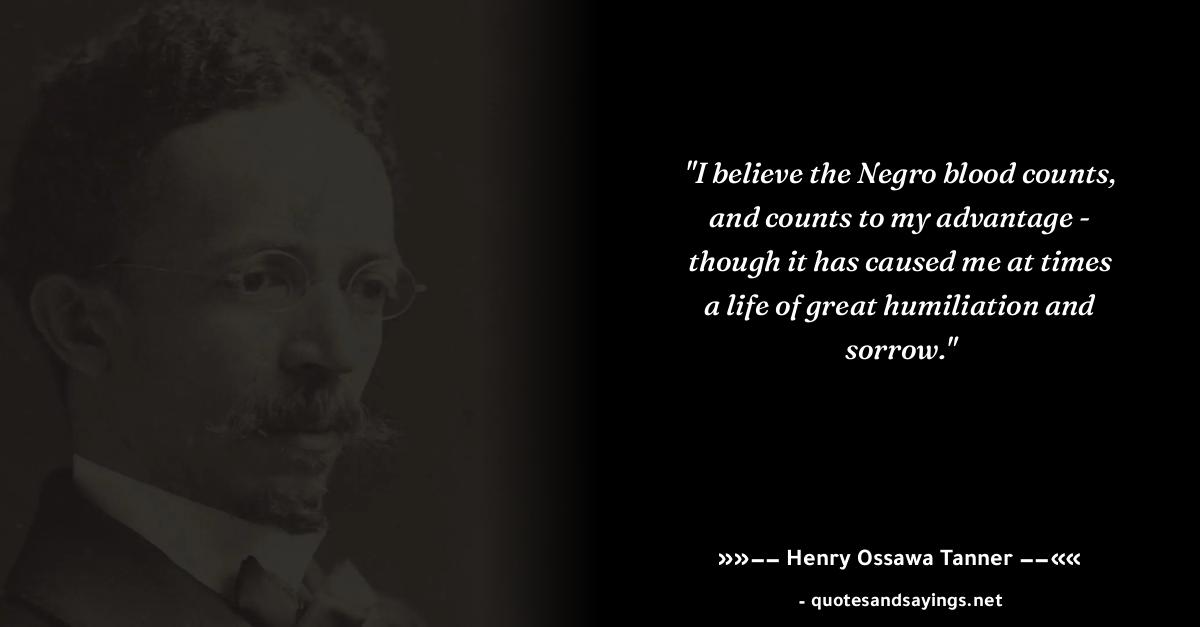 "I believe the Negro blood counts,
and counts to my advantage -
though it has caused me at times
a life of great humiliation and
sorrow."
»»−− Henry Ossawa Tanner −−««
- quotesandsayings.net